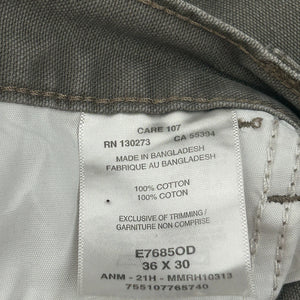 CARE 107
RN 130273 CA 55394
MADE IN BANGLADESH
FABRIQUE AU BANGLADESH
100% COTTON
100% COTON
EXCLUSIVE OF TRIMMING/
GARNITURE NON COMPRISE
E7685OD
36 X 30
ANM - 21H - MMRH10313
755107765740